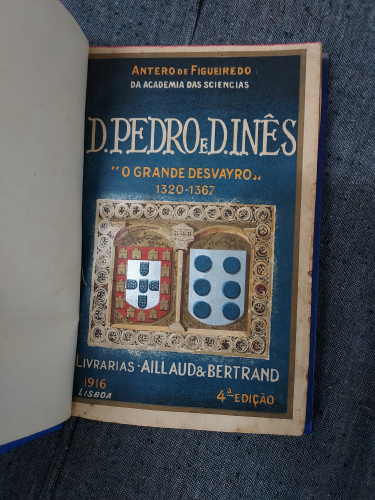 ANTERO DE FIGUEIREDO
DA ACADEMIA DAS SCIENCIAS
D. PEDRO E D. INÊS
"O GRANDE DESVAYRO"
1320-1367
LIVRARIAS · AILLAUD & BERTRAND
1916
LISBOA
4ª EDIÇÃO